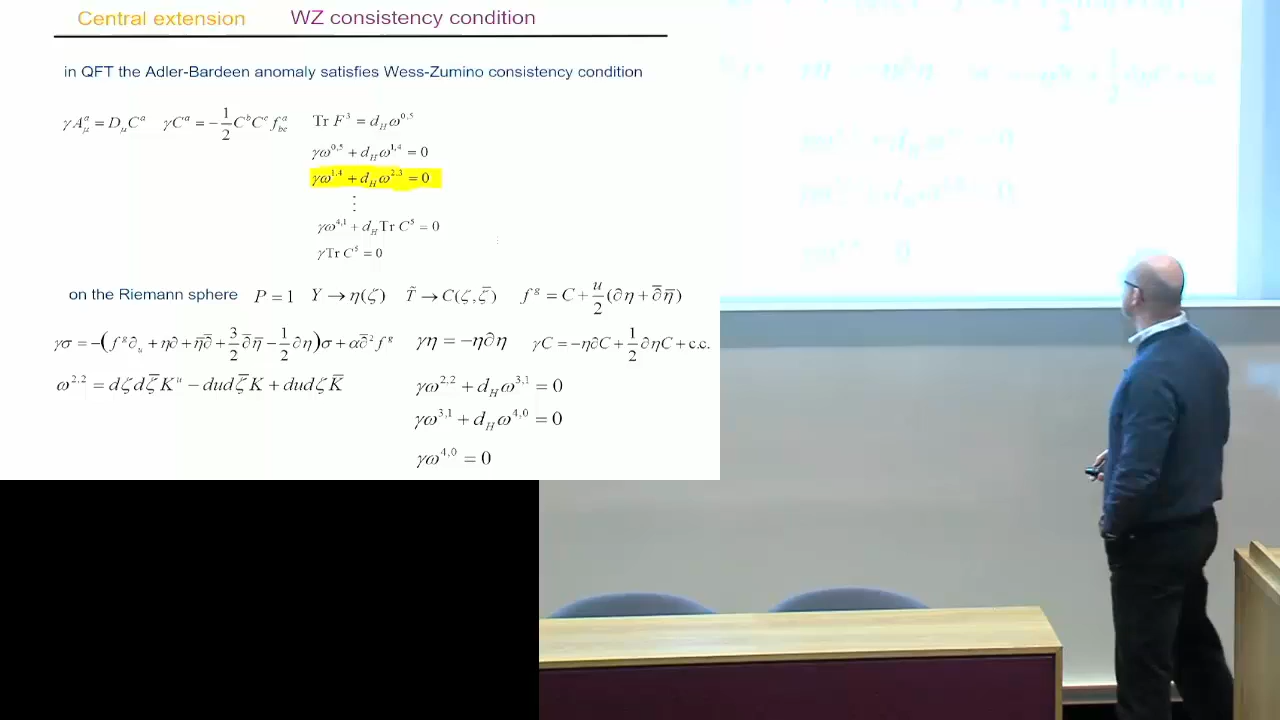 Central extension WZ consistency condition
in QFT the Adler-Bardeen anomaly satisfies Wess-Zumino consistency condition
γA^a_μ = D_μC^a γC^a = -1/2 C^bC^c f^a_bc Tr F³ = d_H ω^{0,5}
γω^{0,5} + d_H ω^{1,4} = 0
γω^{1,4} + d_H ω^{2,3} = 0
⋮
γω^{4,1} + d_H Tr C⁵ = 0
γTr C⁵ = 0
on the Riemann sphere P = 1 Y → η(ζ) T̃ → C(ζ, ζ̄) f^g = C + u/2 (∂η + ∂̄η̄)
γσ = -(f^g∂_u + η∂ + η̄∂̄ + 3/2 ∂̄η̄ - 1/2 ∂η)σ + α∂̄² f^g γη = -η∂η γC = -η∂C + 1/2 ∂ηC + c.c.
ω^{2,2} = dζdζ̄K^u - dudζ̄K + dudζK̄ γω^{2,2} + d_H ω^{3,1} = 0
γω^{3,1} + d_H ω^{4,0} = 0
γω^{4,0} = 0